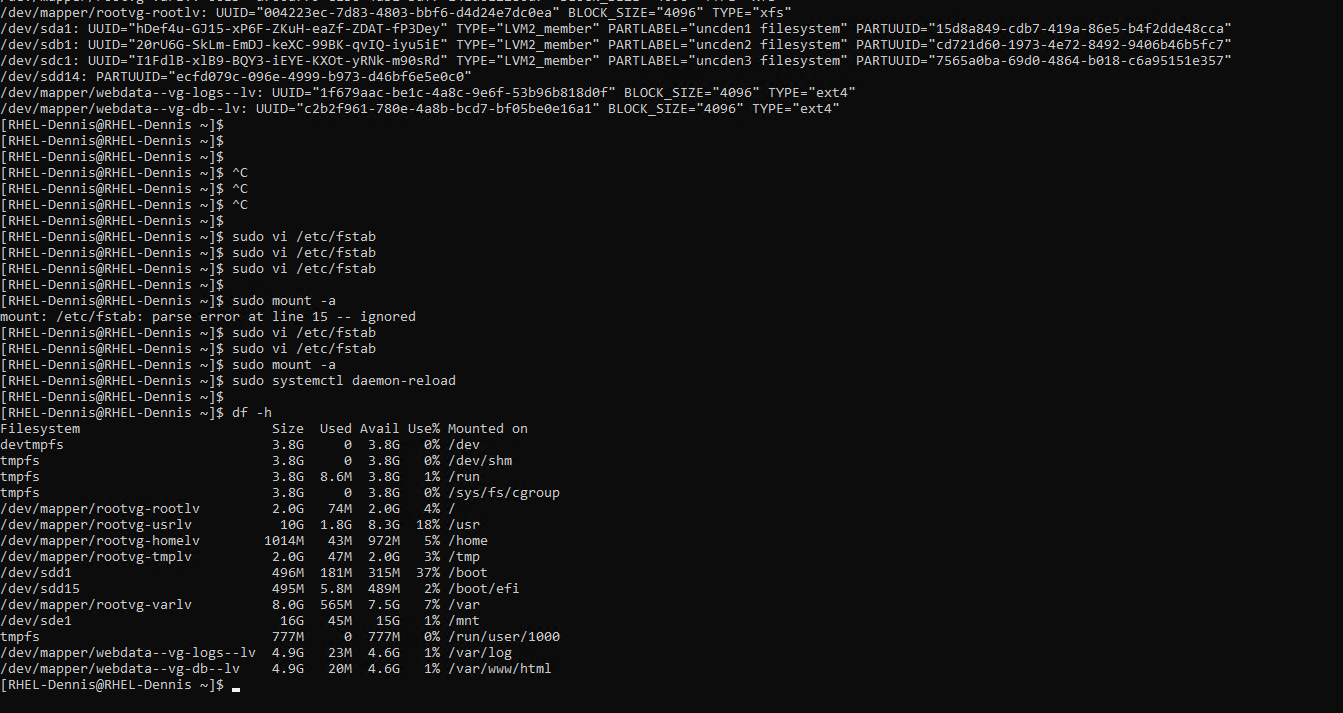 /dev/mapper/rootvg-rootlv: UUID="004223ec-7d83-4803-bbf6-d4d24e7dc0ea" BLOCK_SIZE="4096" TYPE="xfs"
/dev/sda1: UUID="hDef4u-GJ15-xP6F-ZKuH-eaZf-ZDAT-fP3Dey" TYPE="LVM2_member" PARTLABEL="uncden1 filesystem" PARTUUID="15d8a849-cdb7-419a-86e5-b4f2dde48cca"
/dev/sdb1: UUID="20rU6G-SkLm-EmDJ-keXC-99BK-qvIQ-iyu5iE" TYPE="LVM2_member" PARTLABEL="uncden2 filesystem" PARTUUID="cd721d60-1973-4e72-8492-9406b46b5fc7"
/dev/sdc1: UUID="I1FdlB-xlB9-BQY3-iEYE-KXOt-yRNk-m90sRd" TYPE="LVM2_member" PARTLABEL="uncden3 filesystem" PARTUUID="7565a0ba-69d0-4864-b018-c6a95151e357"
/dev/sdd14: PARTUUID="ecfd079c-096e-4999-b973-d46bf6e5e0c0"
/dev/mapper/webdata--vg-logs--lv: UUID="1f679aac-be1c-4a8c-9e6f-53b96b818d0f" BLOCK_SIZE="4096" TYPE="ext4"
/dev/mapper/webdata--vg-db--lv: UUID="c2b2f961-780e-4a8b-bcd7-bf05be0e16a1" BLOCK_SIZE="4096" TYPE="ext4"
[RHEL-Dennis@RHEL-Dennis ~]$
[RHEL-Dennis@RHEL-Dennis ~]$
[RHEL-Dennis@RHEL-Dennis ~]$
[RHEL-Dennis@RHEL-Dennis ~]$ ^C
[RHEL-Dennis@RHEL-Dennis ~]$ ^C
[RHEL-Dennis@RHEL-Dennis ~]$ ^C
[RHEL-Dennis@RHEL-Dennis ~]$
[RHEL-Dennis@RHEL-Dennis ~]$ sudo vi /etc/fstab
[RHEL-Dennis@RHEL-Dennis ~]$ sudo vi /etc/fstab
[RHEL-Dennis@RHEL-Dennis ~]$ sudo vi /etc/fstab
[RHEL-Dennis@RHEL-Dennis ~]$
[RHEL-Dennis@RHEL-Dennis ~]$ sudo mount -a
mount: /etc/fstab: parse error at line 15 -- ignored
[RHEL-Dennis@RHEL-Dennis ~]$ sudo vi /etc/fstab
[RHEL-Dennis@RHEL-Dennis ~]$ sudo vi /etc/fstab
[RHEL-Dennis@RHEL-Dennis ~]$ sudo mount -a
[RHEL-Dennis@RHEL-Dennis ~]$ sudo systemctl daemon-reload
[RHEL-Dennis@RHEL-Dennis ~]$
[RHEL-Dennis@RHEL-Dennis ~]$ df -h
Filesystem                        Size  Used Avail Use% Mounted on
devtmpfs                          3.8G     0  3.8G   0% /dev
tmpfs                             3.8G     0  3.8G   0% /dev/shm
tmpfs                             3.8G  8.6M  3.8G   1% /run
tmpfs                             3.8G     0  3.8G   0% /sys/fs/cgroup
/dev/mapper/rootvg-rootlv         2.0G   74M  2.0G   4% /
/dev/mapper/rootvg-usrlv           10G  1.8G  8.3G  18% /usr
/dev/mapper/rootvg-homelv        1014M   43M  972M   5% /home
/dev/mapper/rootvg-tmplv          2.0G   47M  2.0G   3% /tmp
/dev/sdd1                         496M  181M  315M  37% /boot
/dev/sdd15                        495M  5.8M  489M   2% /boot/efi
/dev/mapper/rootvg-varlv          8.0G  565M  7.5G   7% /var
/dev/sde1                          16G   45M   15G   1% /mnt
tmpfs                             777M     0  777M   0% /run/user/1000
/dev/mapper/webdata--vg-logs--lv  4.9G   23M  4.6G   1% /var/log
/dev/mapper/webdata--vg-db--lv    4.9G   20M  4.6G   1% /var/www/html
[RHEL-Dennis@RHEL-Dennis ~]$